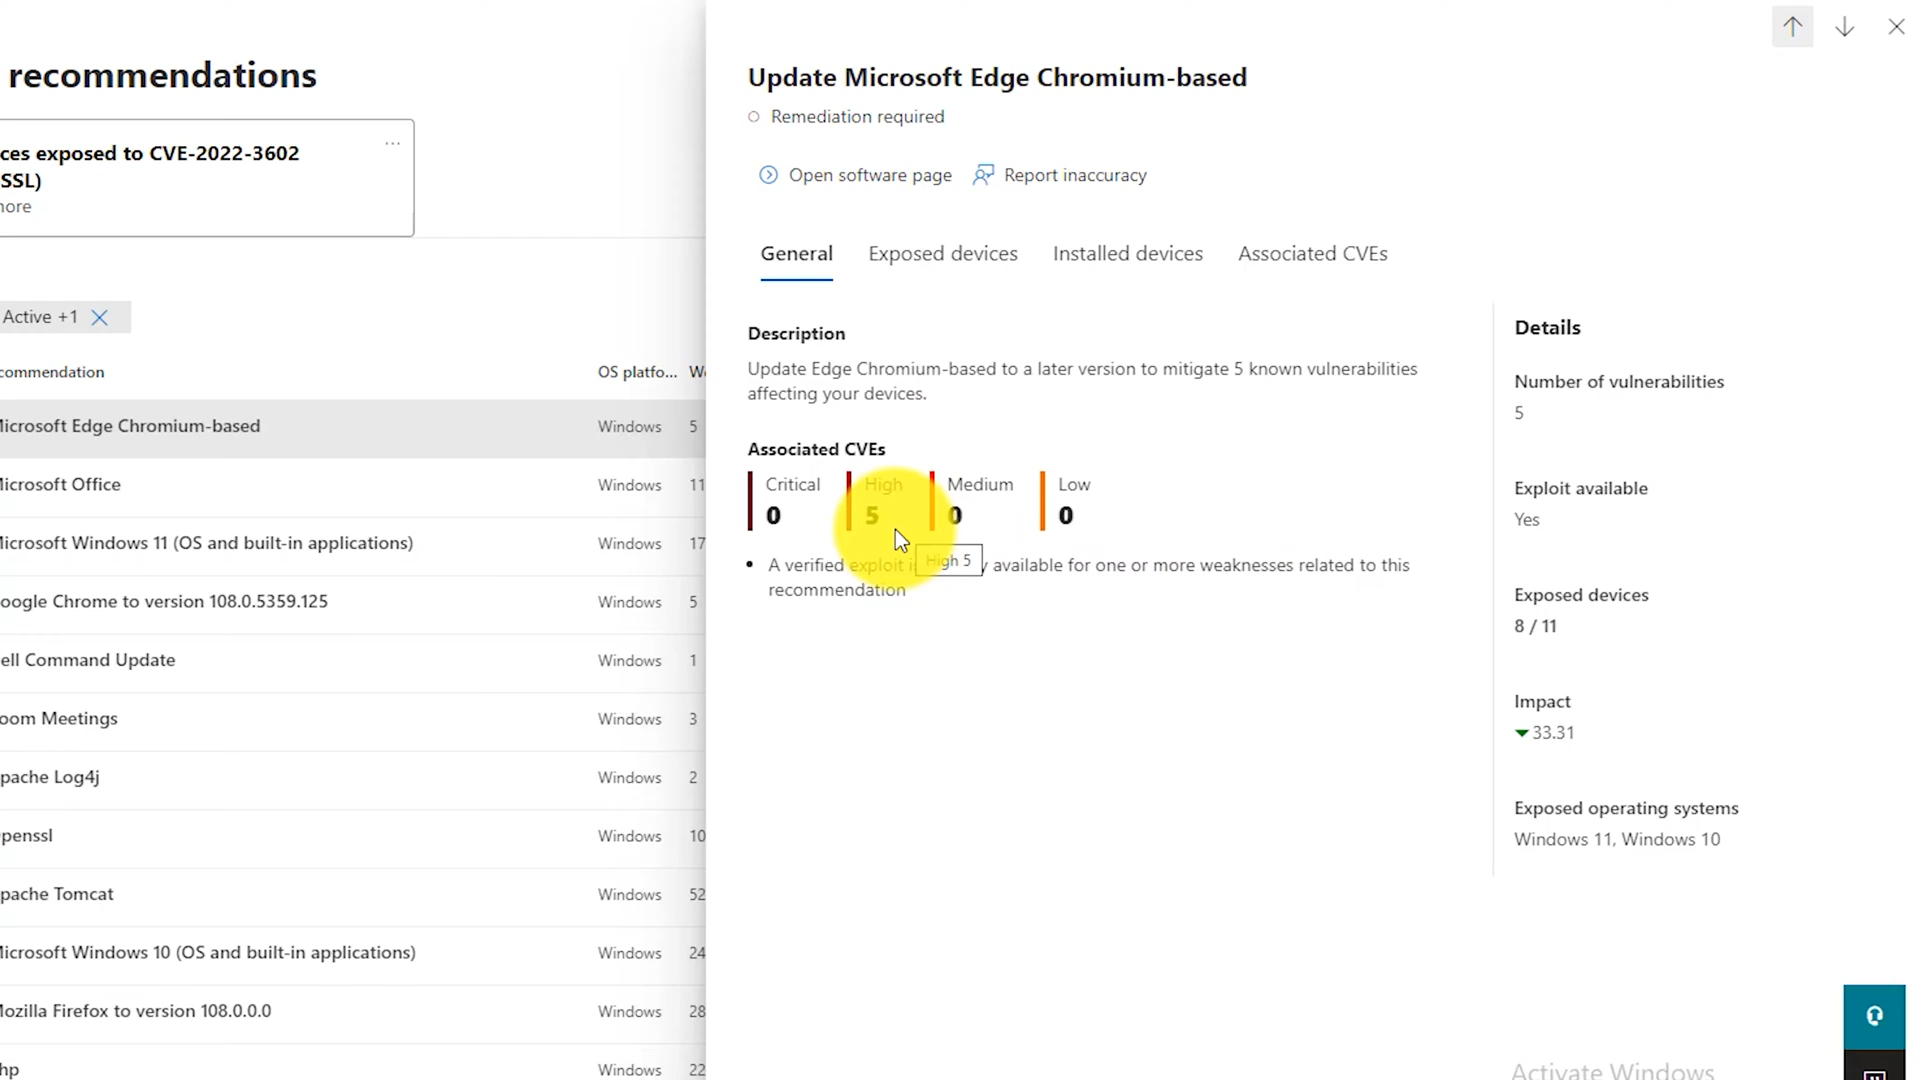 recommendations
ces exposed to CVE-2022-3602
SSL)
nore
...
Active +1
commendation
OS platfo...
Microsoft Edge Chromium-based
Windows
5
Microsoft Office
Windows
11
Microsoft Windows 11 (OS and built-in applications)
Windows
17
oogle Chrome to version 108.0.5359.125
Windows
5
ell Command Update
Windows
1
oom Meetings
Windows
3
pache Log4j
Windows
2
penssl
Windows
10
pache Tomcat
Windows
52
Microsoft Windows 10 (OS and built-in applications)
Windows
24
Mozilla Firefox to version 108.0.0.0
Windows
28
hp
Windows
22
Update Microsoft Edge Chromium-based
Remediation required
Open software page
Report inaccuracy
General
Exposed devices
Installed devices
Associated CVEs
Description
Update Edge Chromium-based to a later version to mitigate 5 known vulnerabilities
affecting your devices.
Associated CVEs
Critical
0
High
5
Medium
0
Low
0
High 5
A verified exploit available for one or more weaknesses related to this
recommendation
Details
Number of vulnerabilities
5
Exploit available
Yes
Exposed devices
8 / 11
Impact
33.31
Exposed operating systems
Windows 11, Windows 10
Activate Windows